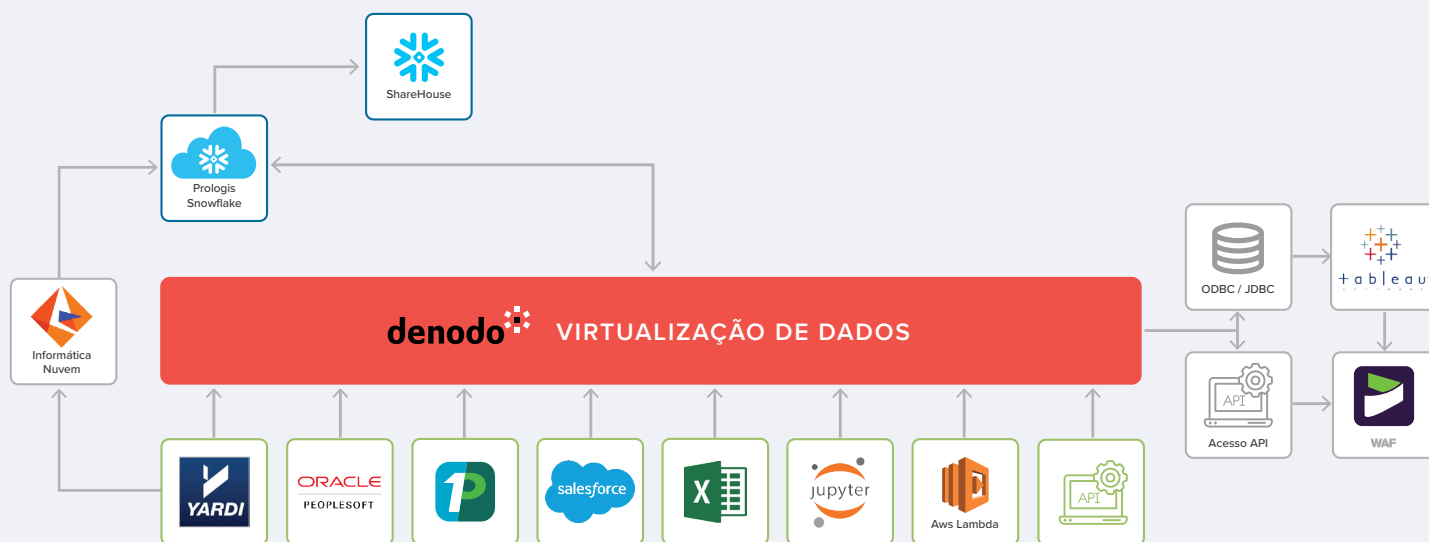 ShareHouse
Prologis
Snowflake
ODBC / JDBC
+ableau
Informática
Nuvem
denodo VIRTUALIZAÇÃO DE DADOS
API
Acesso API
WAF
YARDI
ORACLE
PEOPLESOFT
salesforce
X
jupyter
Aws Lambda
API